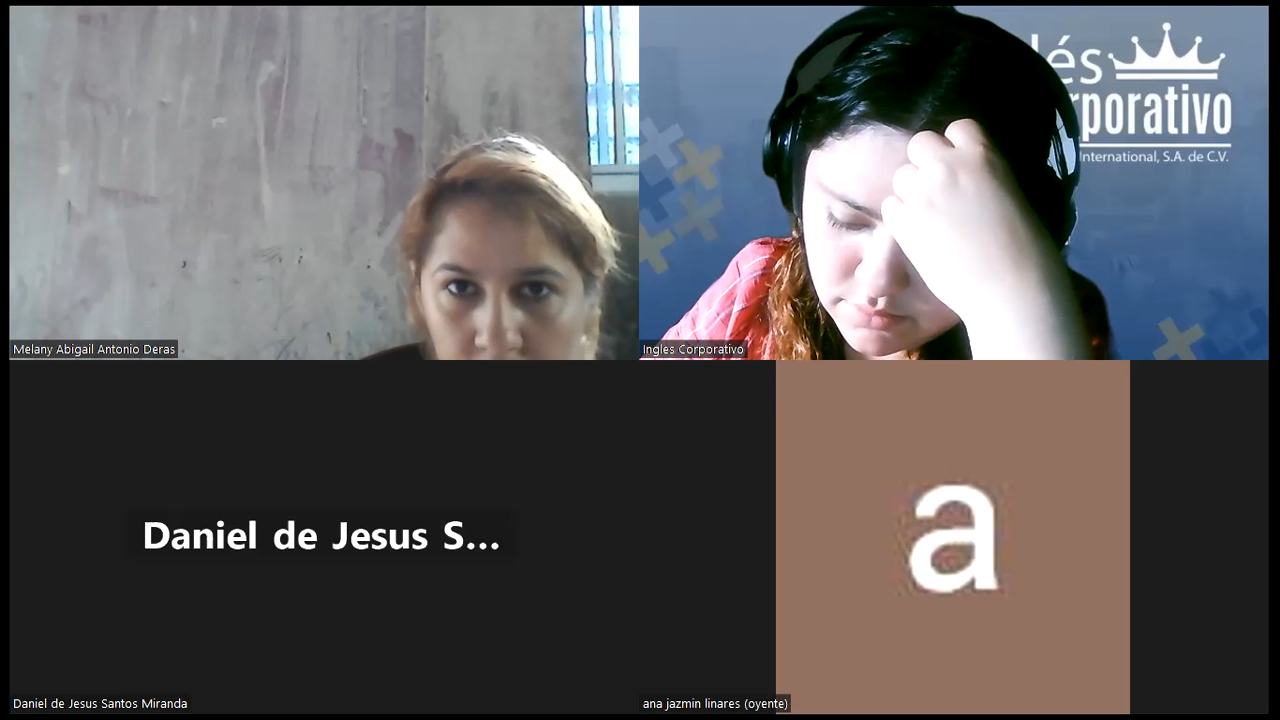 és
rporativo
International, S.A. de C.V.
Melany Abigail Antonio Deras
Ingles Corporativo
Daniel de Jesus S...
a
Daniel de Jesus Santos Miranda
ana jazmin linares (oyente)